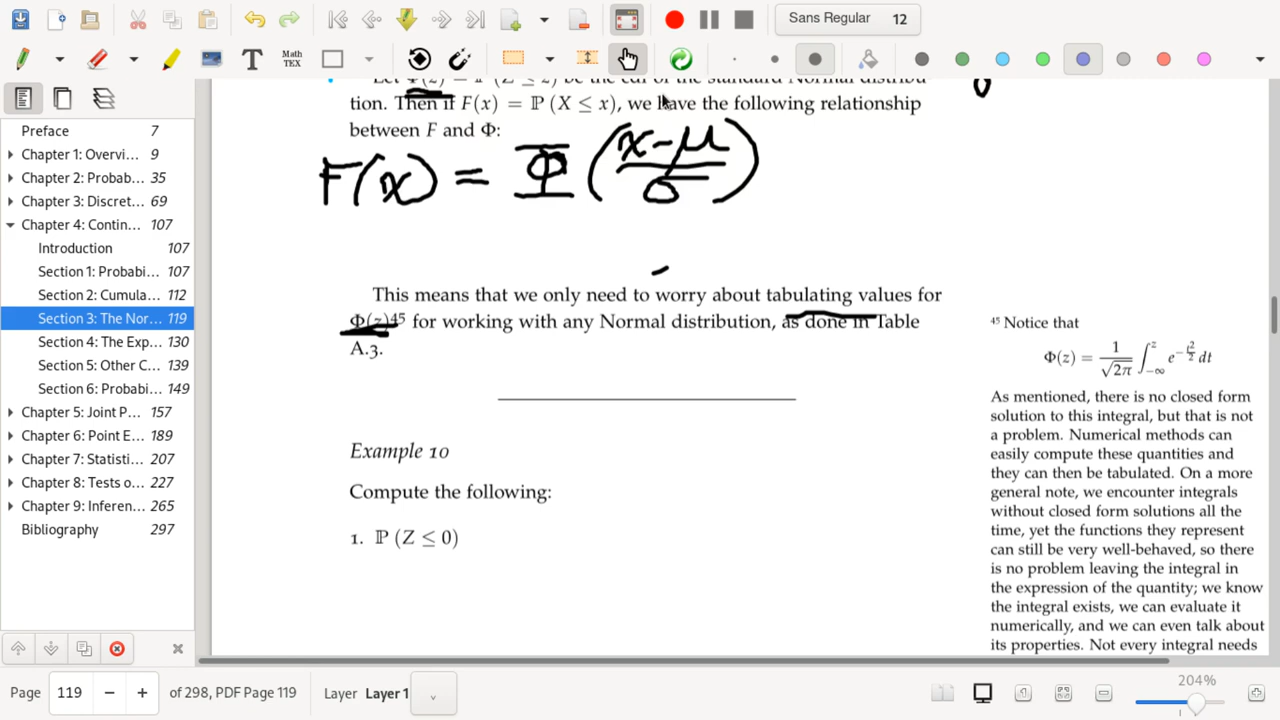 Sans Regular 12
Math
TEX
Preface 7
Chapter 1: Overvi... 9
Chapter 2: Probab... 35
Chapter 3: Discret... 69
Chapter 4: Contin... 107
Introduction 107
Section 1: Probabi... 107
Section 2: Cumula... 112
Section 3: The Nor... 119
Section 4: The Exp... 130
Section 5: Other C... 139
Section 6: Probabi... 149
Chapter 5: Joint P... 157
Chapter 6: Point E... 189
Chapter 7: Statisti... 207
Chapter 8: Tests o... 227
Chapter 9: Inferen... 265
Bibliography 297
Let Φ(z) = ℙ (Z ≤ z) be the cdf of the standard Normal distribu-
tion. Then if F(x) = ℙ (X ≤ x), we have the following relationship
between F and Φ:
F(x) = Φ((x-μ)/σ)
This means that we only need to worry about tabulating values for
Φ(z)⁴⁵ for working with any Normal distribution, as done in Table
A.3.
Example 10
Compute the following:
1. ℙ (Z ≤ 0)
⁴⁵ Notice that
Φ(z) = 1/√2π ∫_{-∞}^{z} e^{-t²/2} dt
As mentioned, there is no closed form
solution to this integral, but that is not
a problem. Numerical methods can
easily compute these quantities and
they can then be tabulated. On a more
general note, we encounter integrals
without closed form solutions all the
time, yet the functions they represent
can still be very well-behaved, so there
is no problem leaving the integral in
the expression of the quantity; we know
the integral exists, we can evaluate it
numerically, and we can even talk about
its properties. Not every integral needs
Page 119 of 298, PDF Page 119 Layer Layer 1
204%